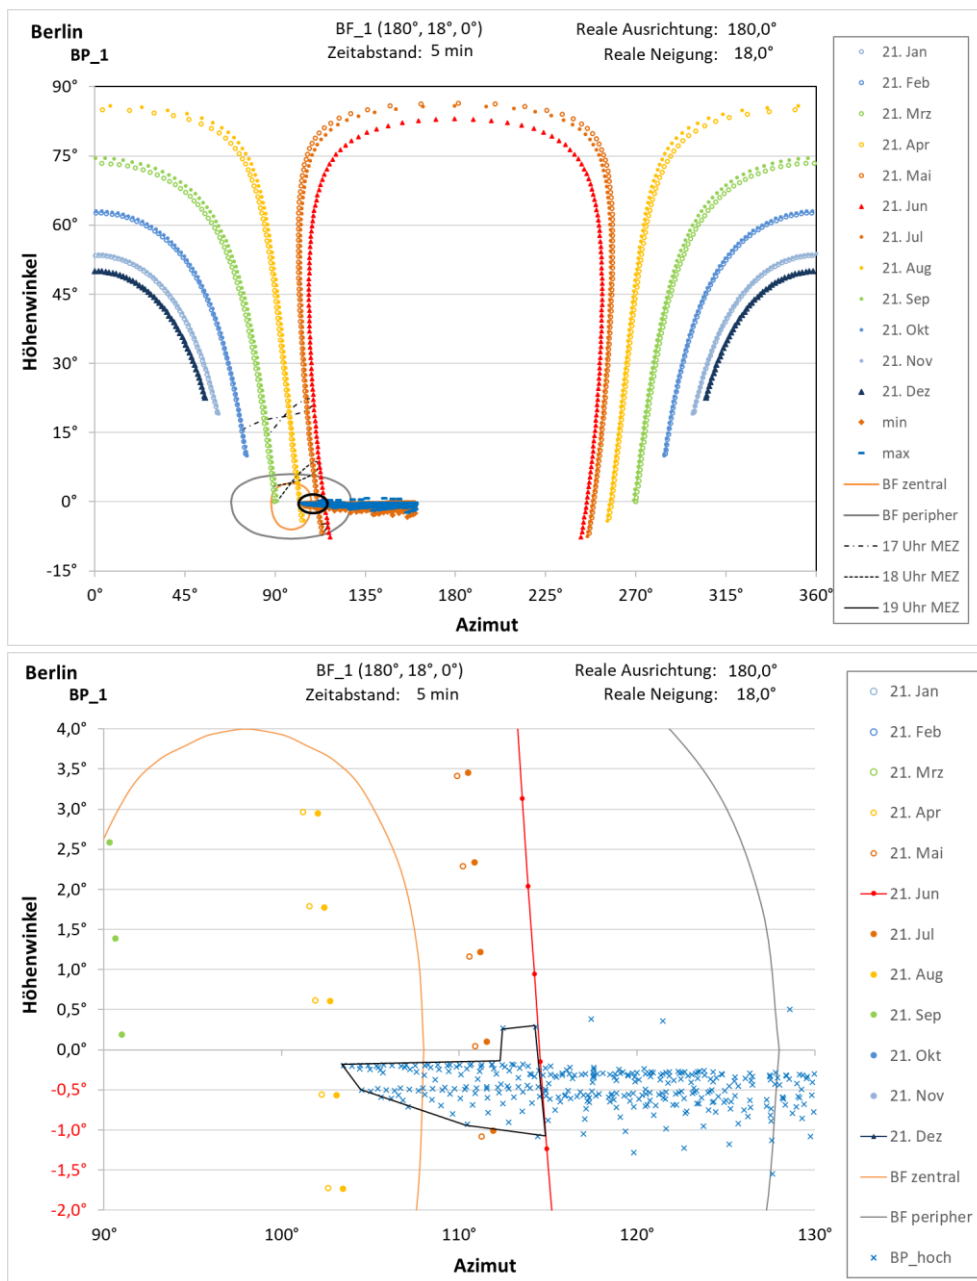 Berlin
BF_1 (180°, 18°, 0°)
Reale Ausrichtung: 180,0°
BP_1
Zeitabstand: 5 min
Reale Neigung: 18,0°
90°
75°
60°
45°
30°
15°
0°
-15°
Höhenwinkel
0° 45° 90° 135° 180° 225° 270° 315° 360°
Azimut
21. Jan
21. Feb
21. Mrz
21. Apr
21. Mai
21. Jun
21. Jul
21. Aug
21. Sep
21. Okt
21. Nov
21. Dez
min
max
BF zentral
BF peripher
17 Uhr MEZ
18 Uhr MEZ
19 Uhr MEZ
Berlin
BF_1 (180°, 18°, 0°)
Reale Ausrichtung: 180,0°
BP_1
Zeitabstand: 5 min
Reale Neigung: 18,0°
4,0°
3,5°
3,0°
2,5°
2,0°
1,5°
1,0°
0,5°
0,0°
-0,5°
-1,0°
-1,5°
-2,0°
Höhenwinkel
90° 100° 110° 120° 130°
Azimut
21. Jan
21. Feb
21. Mrz
21. Apr
21. Mai
21. Jun
21. Jul
21. Aug
21. Sep
21. Okt
21. Nov
21. Dez
BF zentral
BF peripher
BP_hoch